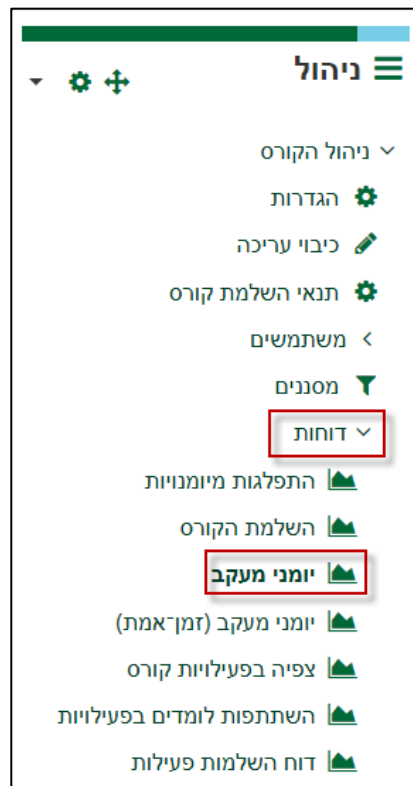 ניהול
ניהול הקורס
הגדרות
כיבוי עריכה
תנאי השלמת קורס
משתמשים
מסננים
דוחות
התפלגות מיומנויות
השלמת הקורס
יומני מעקב
יומני מעקב (זמן־אמת)
צפיה בפעילויות קורס
השתתפות לומדים בפעילויות
דוח השלמות פעילות